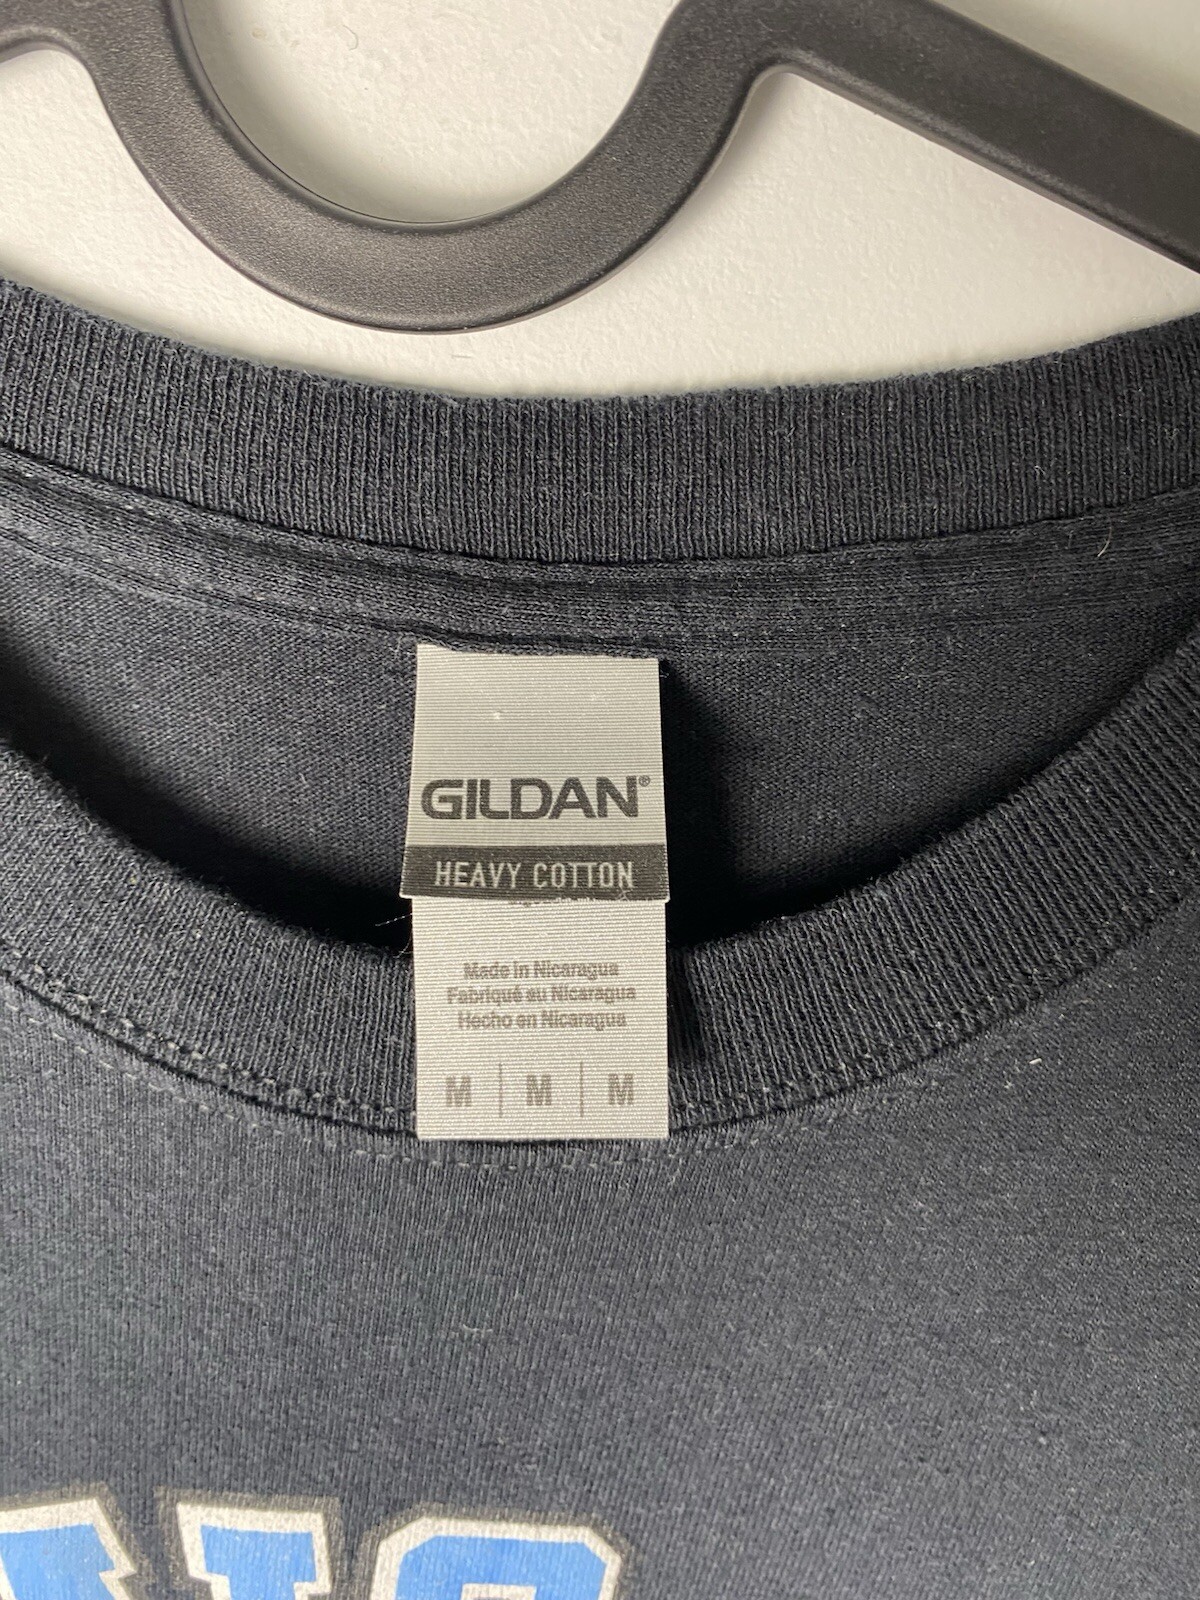 GILDAN®
HEAVY COTTON
Made in Nicaragua
Fabriqué au Nicaragua
Hecho en Nicaragua
M | M | M